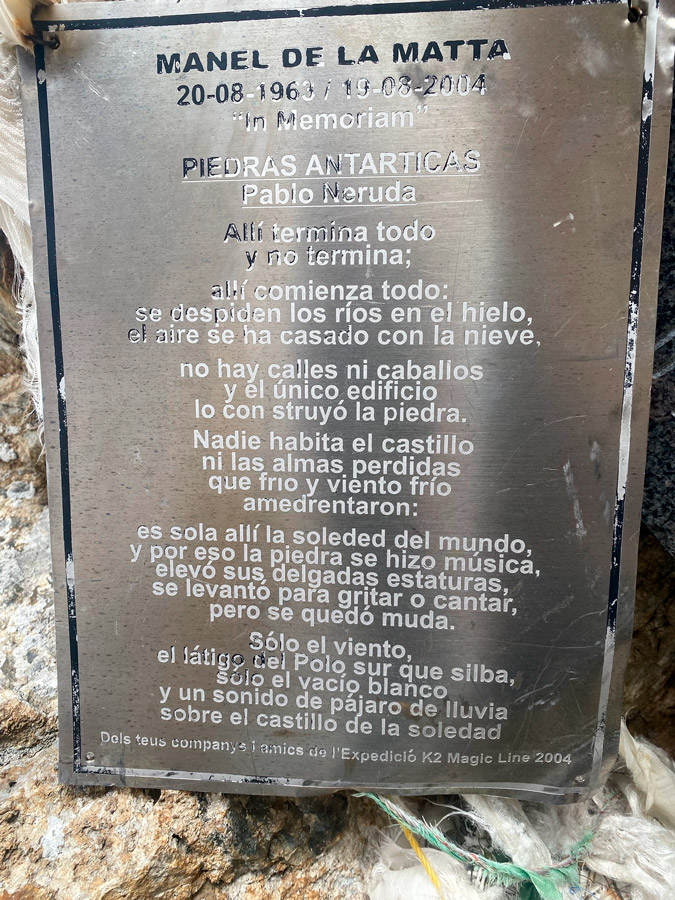 MANEL DE LA MATTA
20-08-1963 / 19-08-2004
"In Memoriam"
PIEDRAS ANTARTICAS
Pablo Neruda
Allí termina todo
y no termina;
allí comienza todo:
se despiden los ríos en el hielo,
el aire se ha casado con la nieve,
no hay calles ni caballos
y el único edificio
lo con struyó la piedra.
Nadie habita el castillo
ni las almas perdidas
que frio y viento frío
amedrentaron:
es sola allí la soleded del mundo,
y por eso la piedra se hizo música,
elevó sus delgadas estaturas,
se levantó para gritar o cantar,
pero se quedó muda.
Sólo el viento,
el látigo del Polo sur que silba,
sólo el vacío blanco
y un sonido de pájaro de lluvia
sobre el castillo de la soledad
Dels teus companys i amics de l'Expedició K2 Magic Line 2004